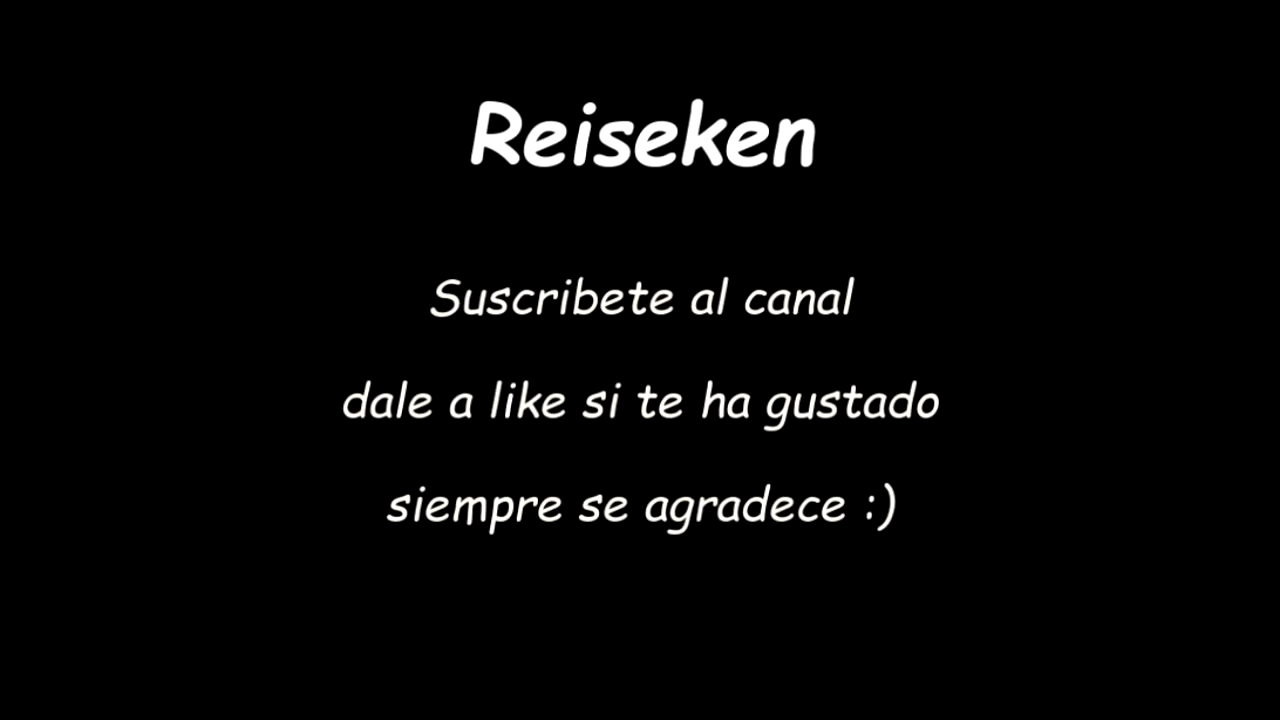 Reiseken
Suscribete al canal
dale a like si te ha gustado
siempre se agradece :)